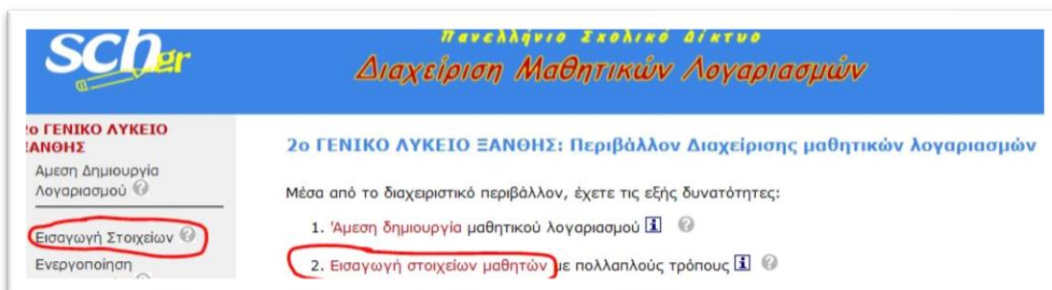 sch.gr
Πανελλήνιο Σχολικό Δίκτυο
Διαχείριση Μαθητικών Λογαριασμών
2ο ΓΕΝΙΚΟ ΛΥΚΕΙΟ
ΞΑΝΘΗΣ
Αμεση Δημιουργία
Λογαριασμού
Εισαγωγή Στοιχείων
Ενεργοποίηση
2ο ΓΕΝΙΚΟ ΛΥΚΕΙΟ ΞΑΝΘΗΣ: Περιβάλλον Διαχείρισης μαθητικών λογαριασμών
Μέσα από το διαχειριστικό περιβάλλον, έχετε τις εξής δυνατότητες:
1. Άμεση δημιουργία μαθητικού λογαριασμού
2. Εισαγωγή στοιχείων μαθητών με πολλαπλούς τρόπους